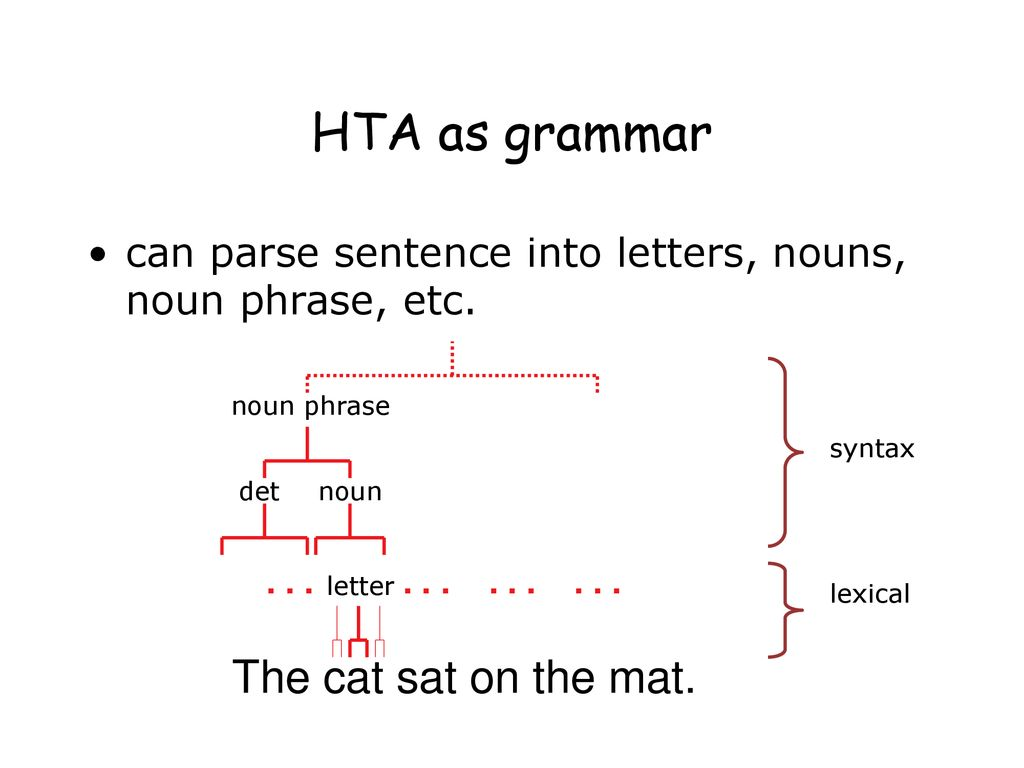 HTA as grammar
• can parse sentence into letters, nouns,
noun phrase, etc.
noun phrase
syntax
det noun
... letter ... ... ...
lexical
The cat sat on the mat.